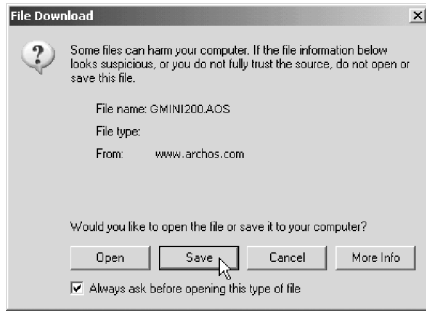 File Download
Some files can harm your computer. If the file information below
looks suspicious, or you do not fully trust the source, do not open or
save this file.
File name: GMINI200.AOS
File type:
From: www.archos.com
Would you like to open the file or save it to your computer?
Open Save Cancel More Info
Always ask before opening this type of file